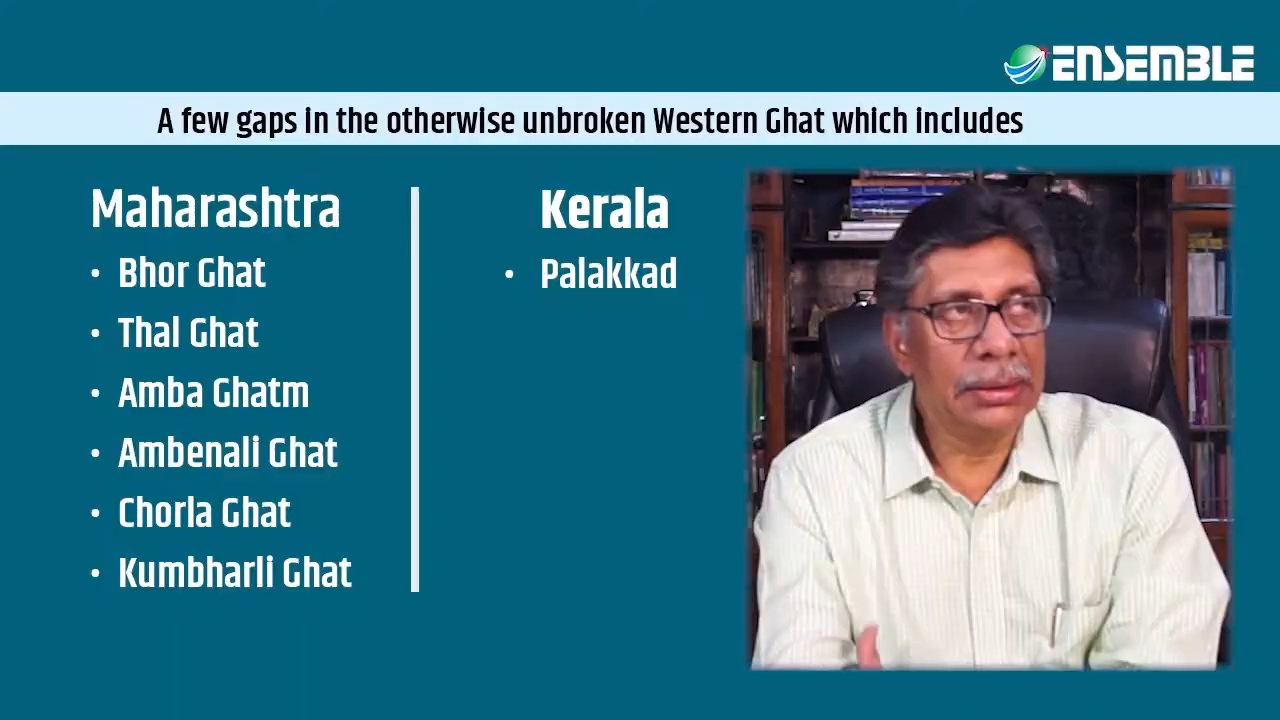 ENSEMBLE
A few gaps in the otherwise unbroken Western Ghat which includes
Maharashtra
• Bhor Ghat
• Thal Ghat
• Amba Ghatm
• Ambenali Ghat
• Chorla Ghat
• Kumbharli Ghat
Kerala
• Palakkad